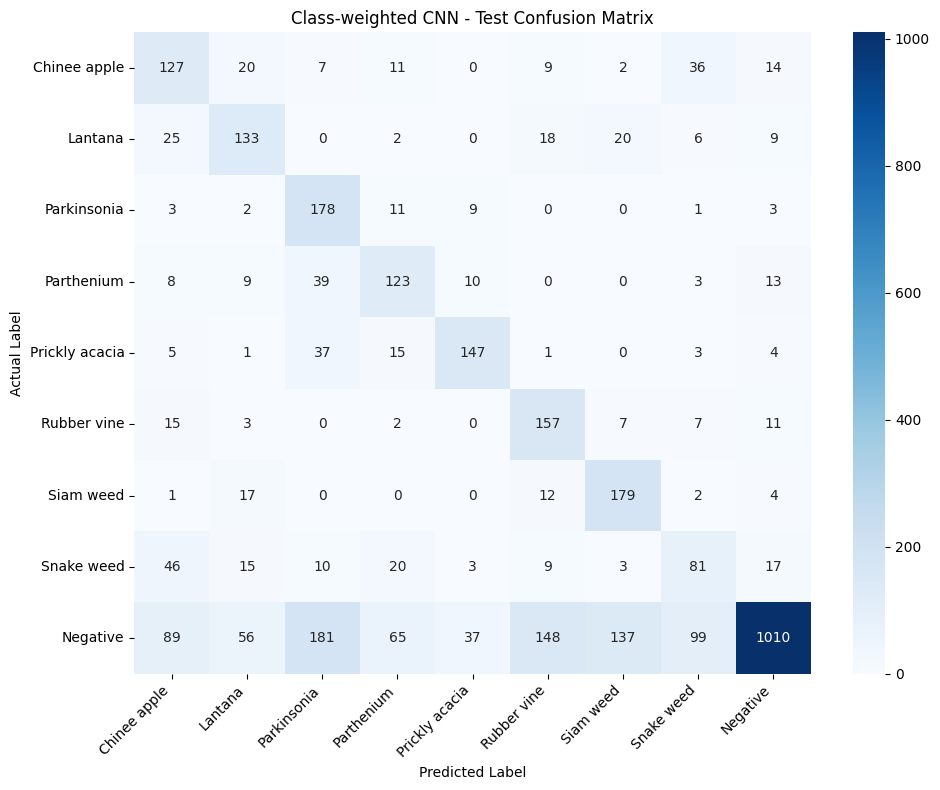 Class-weighted CNN - Test Confusion Matrix
Chinee apple 127 20 7 11 0 9 2 36 14
Lantana 25 133 0 2 0 18 20 6 9
Parkinsonia 3 2 178 11 9 0 0 1 3
Parthenium 8 9 39 123 10 0 0 3 13
Prickly acacia 5 1 37 15 147 1 0 3 4
Rubber vine 15 3 0 2 0 157 7 7 11
Siam weed 1 17 0 0 0 12 179 2 4
Snake weed 46 15 10 20 3 9 3 81 17
Negative 89 56 181 65 37 148 137 99 1010
Chinee apple Lantana Parkinsonia Parthenium Prickly acacia Rubber vine Siam weed Snake weed Negative
Predicted Label
Actual Label
1000
800
600
400
200
0